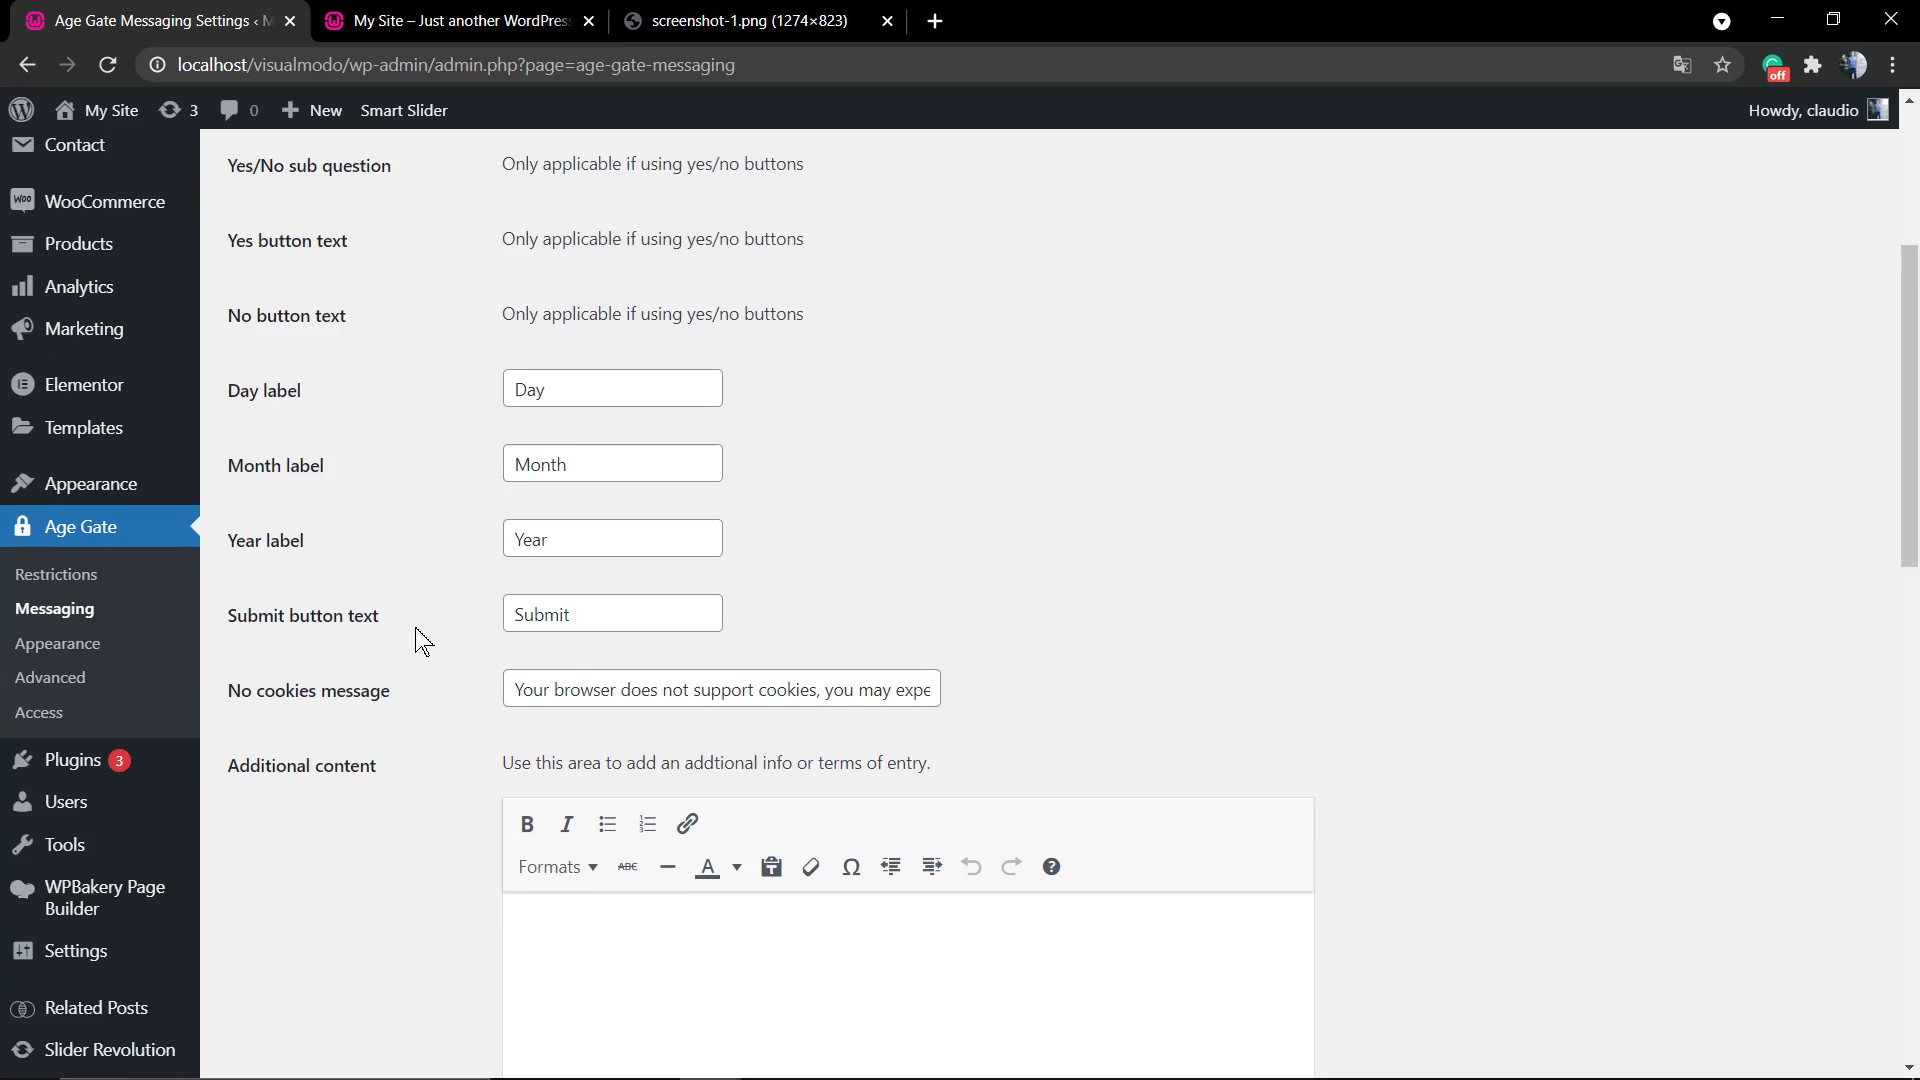 Age Gate Messaging Settings ‹ M
My Site – Just another WordPress
screenshot-1.png (1274×823)
localhost/visualmodo/wp-admin/admin.php?page=age-gate-messaging
off
My Site
3
0
New
Smart Slider
Howdy, claudio
Contact
WooCommerce
Products
Analytics
Marketing
Elementor
Templates
Appearance
Age Gate
Restrictions
Messaging
Appearance
Advanced
Access
Plugins 3
Users
Tools
WPBakery Page
Builder
Settings
Related Posts
Slider Revolution
Yes/No sub question
Only applicable if using yes/no buttons
Yes button text
Only applicable if using yes/no buttons
No button text
Only applicable if using yes/no buttons
Day label
Day
Month label
Month
Year label
Year
Submit button text
Submit
No cookies message
Your browser does not support cookies, you may expe
Additional content
Use this area to add an addtional info or terms of entry.
B I
Formats ABC A Ω